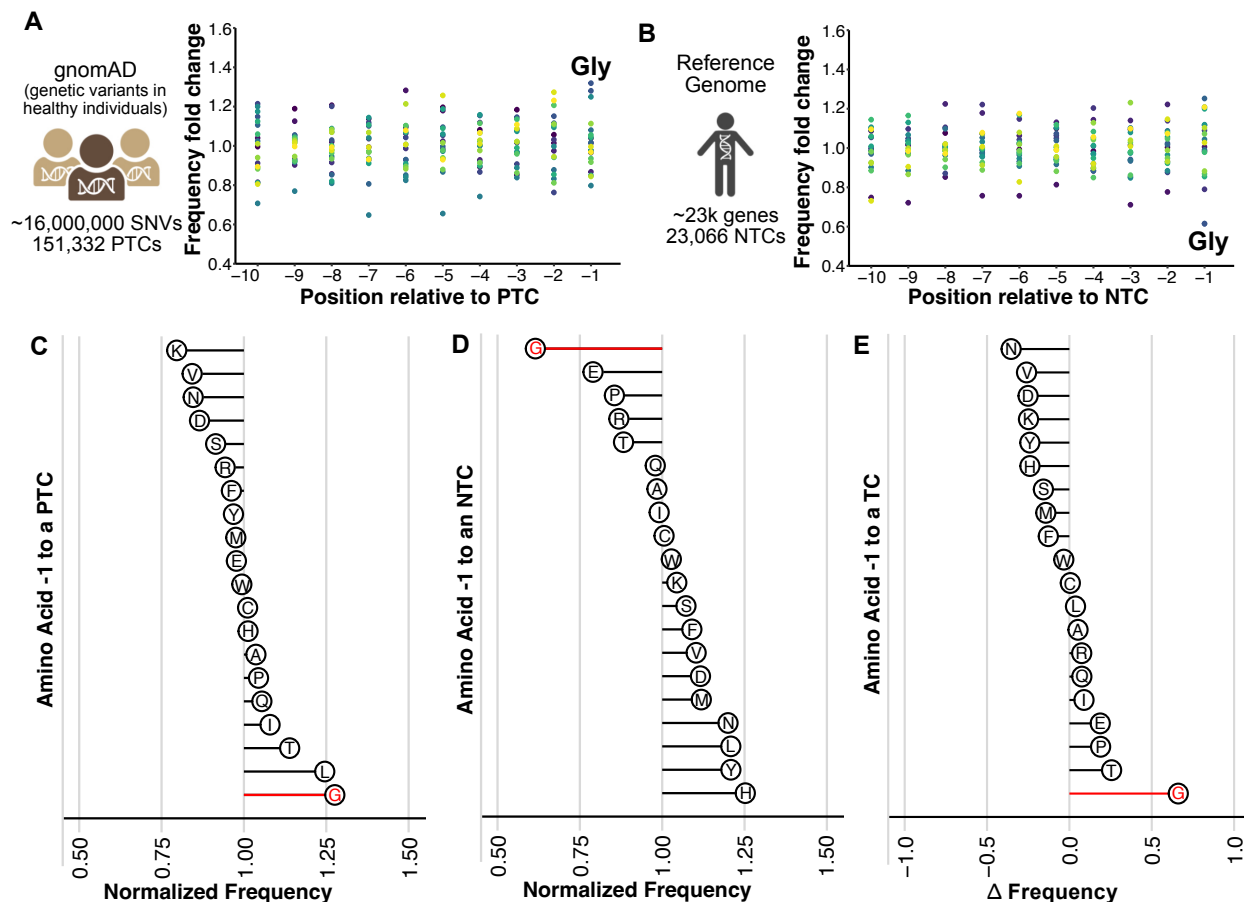 A
gnomAD
(genetic variants in
healthy individuals)
~16,000,000 SNVs
151,332 PTCs
Frequency fold change
1.6
1.4
1.2
1.0
0.8
0.6
0.4
Gly
−10 −9 −8 −7 −6 −5 −4 −3 −2 −1
Position relative to PTC
B
Reference
Genome
~23k genes
23,066 NTCs
Frequency fold change
1.6
1.4
1.2
1.0
0.8
0.6
0.4
Gly
−10 −9 −8 −7 −6 −5 −4 −3 −2 −1
Position relative to NTC
C
Amino Acid -1 to a PTC
K
V
N
D
S
R
F
Y
M
E
W
C
H
A
P
Q
I
T
L
G
0.50 0.75 1.00 1.25 1.50
Normalized Frequency
D
Amino Acid -1 to an NTC
G
E
P
R
T
Q
A
I
C
W
K
S
F
V
D
M
N
L
Y
H
0.50 0.75 1.00 1.25 1.50
Normalized Frequency
E
Amino Acid -1 to a TC
N
V
D
K
Y
H
S
M
F
W
C
L
A
R
Q
I
E
P
T
G
−1.0 −0.5 0.0 0.5 1.0
Δ Frequency